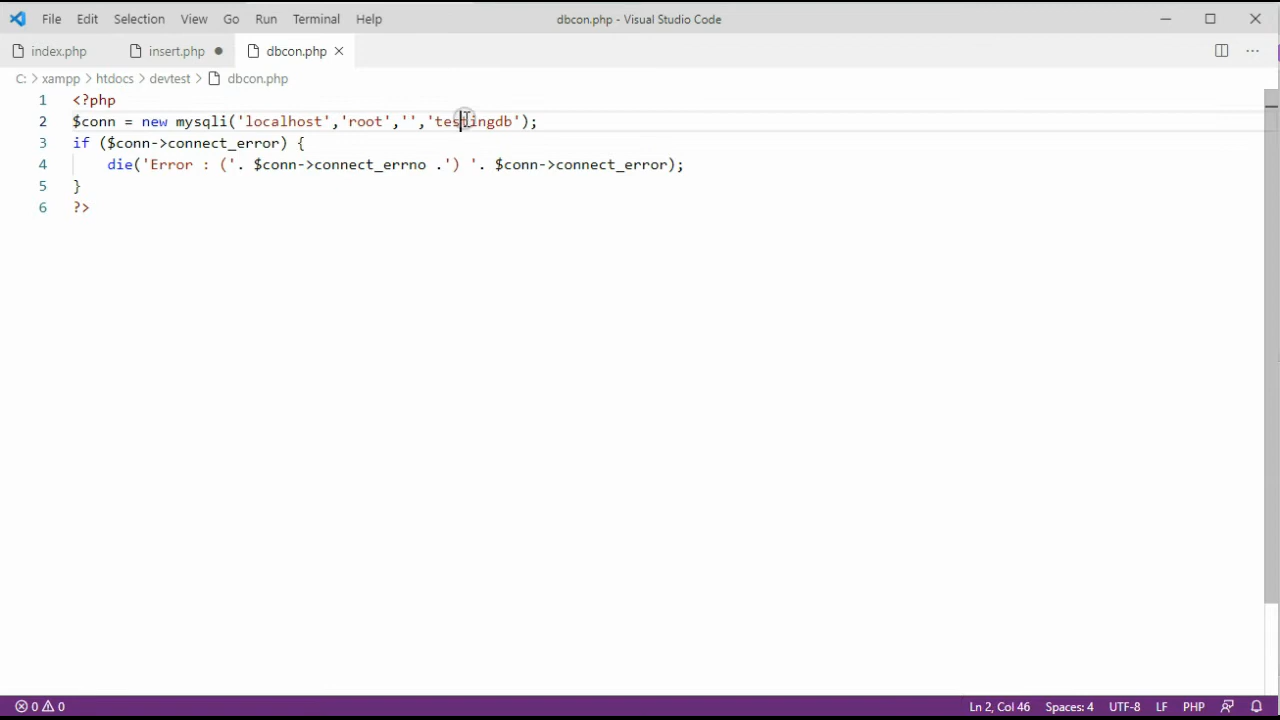 File Edit Selection View Go Run Terminal Help dbcon.php - Visual Studio Code
index.php insert.php dbcon.php
C: > xampp > htdocs > devtest > dbcon.php
1 <?php
2 $conn = new mysqli('localhost','root','','testingdb');
3 if ($conn->connect_error) {
4 die('Error : ('. $conn->connect_errno .') '. $conn->connect_error);
5 }
6 ?>
0 0 Ln 2, Col 46 Spaces: 4 UTF-8 LF PHP